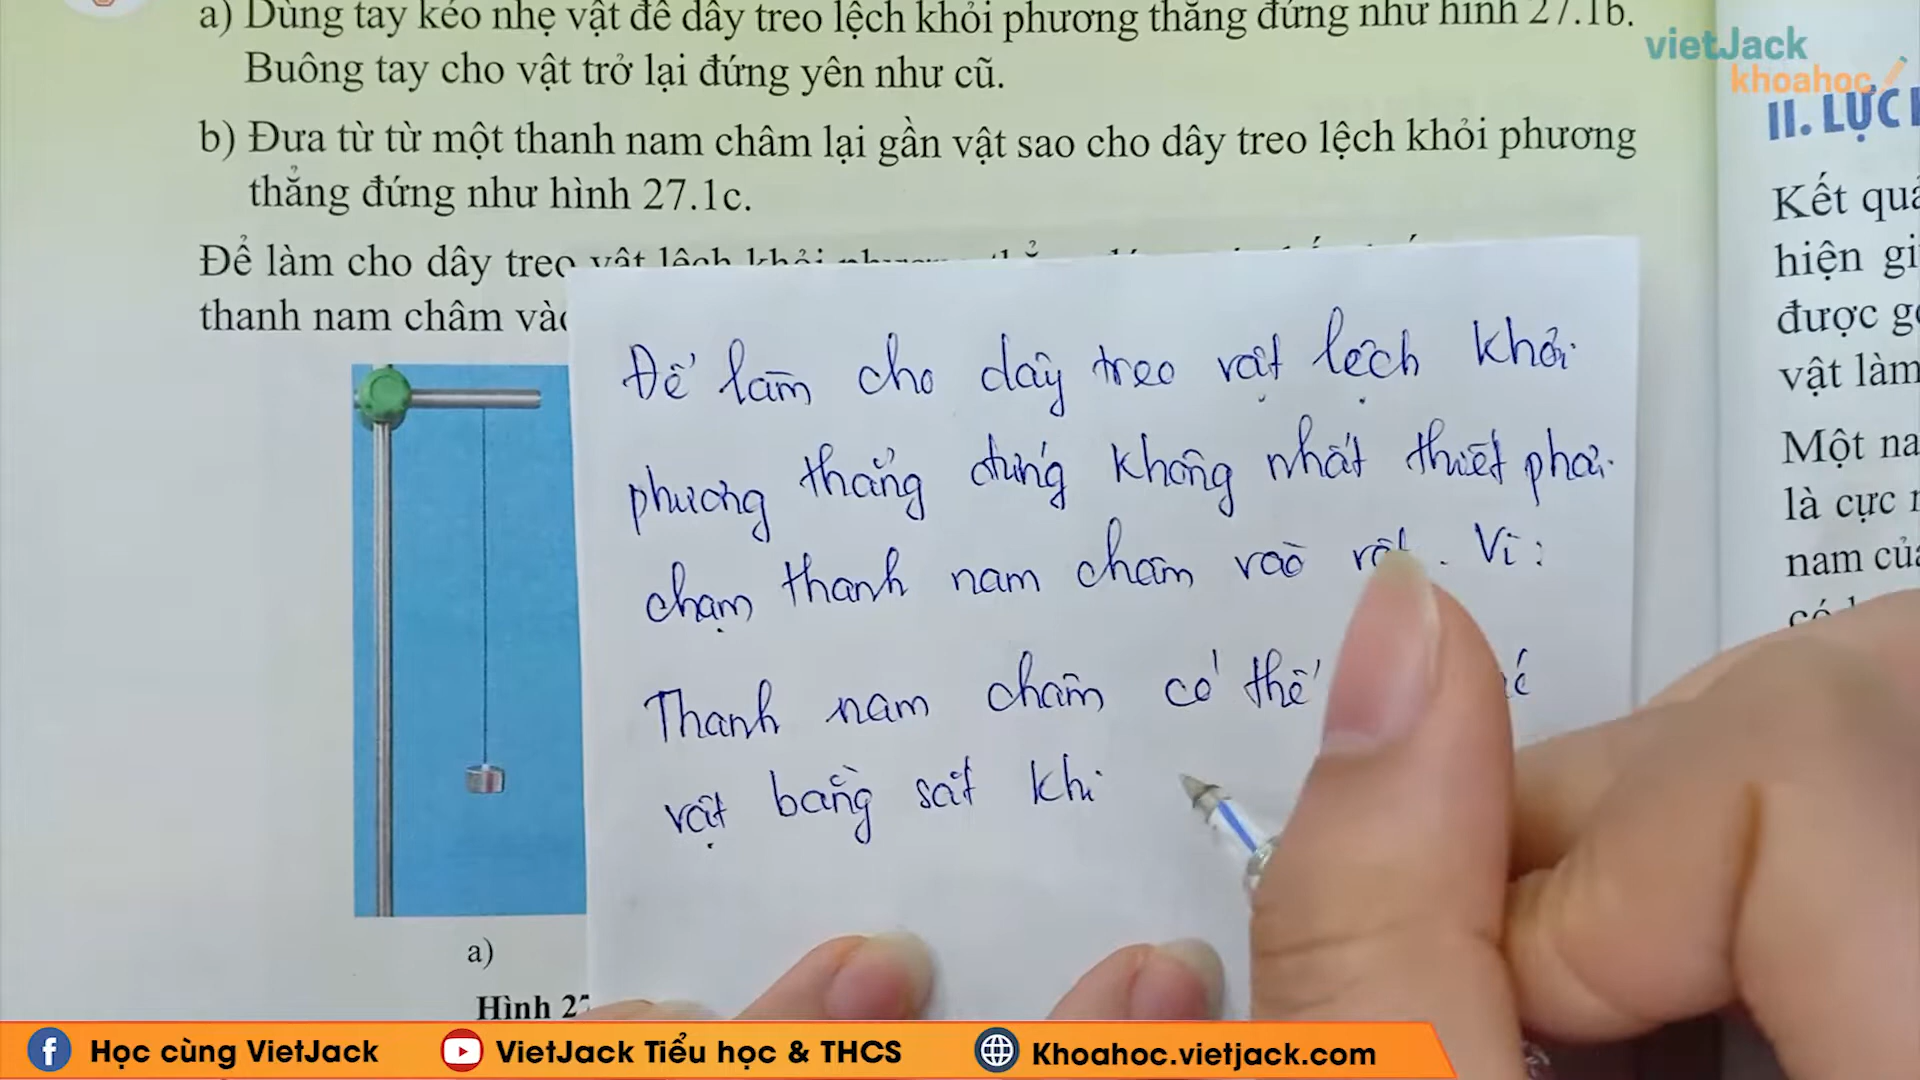 a) Dùng tay kéo nhẹ vật để dây treo lệch khỏi phương thẳng đứng như hình 27.1b.
Buông tay cho vật trở lại đứng yên như cũ.
b) Đưa từ từ một thanh nam châm lại gần vật sao cho dây treo lệch khỏi phương
thẳng đứng như hình 27.1c.
Để làm cho dây treo vật lệch khỏi
thanh nam châm
Để làm cho dây treo vật lệch khỏi
phương thẳng đứng không nhất thiết phải
chạm thanh nam châm vào vật. Vì:
Thanh nam châm có thể
vật bằng sắt khi
a)
Hình
vietJack
khoahoc
II. LỰC
Kết quả
hiện
được
vật làm
Một
là cực
nam của
Học cùng VietJack
VietJack Tiểu học & THCS
Khoahoc.vietjack.com